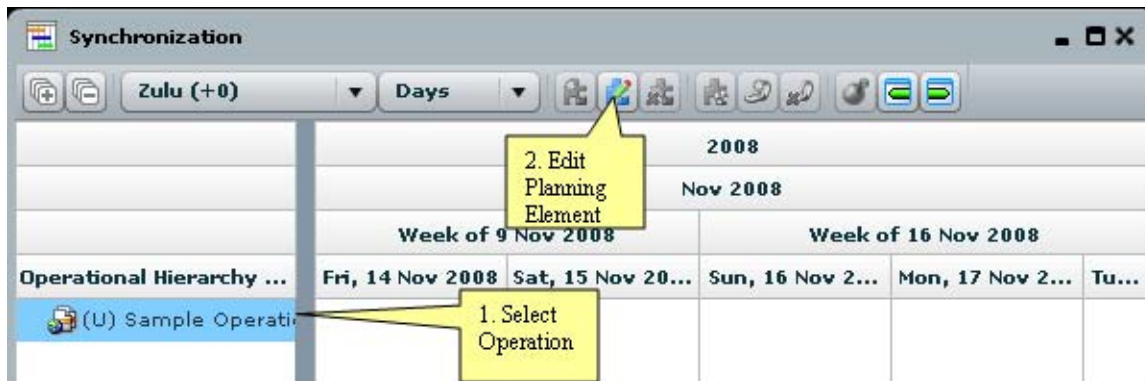 Synchronization
Zulu (+0) Days
2008
Nov 2008
Week of 9 Nov 2008 Week of 16 Nov 2008
Operational Hierarchy ... Fri, 14 Nov 2008 Sat, 15 Nov 20... Sun, 16 Nov 2... Mon, 17 Nov 2... Tu...
(U) Sample Operati
2. Edit
Planning
Element
1. Select
Operation